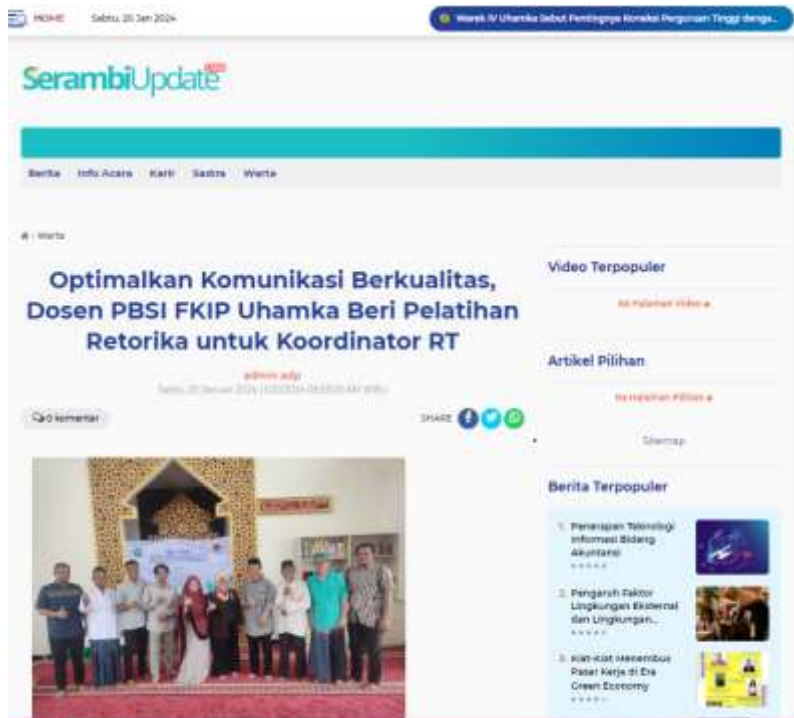 HOME
Sabtu, 20 Jan 2024
Warek IV Uhamka Sebut Pentingnya Koneksi Perguruan Tinggi denga...
SerambiUpdate
Berita Info Acara Karir Sastra Warta
Warta
Optimalkan Komunikasi Berkualitas,
Dosen PBSI FKIP Uhamka Beri Pelatihan
Retorika untuk Koordinator RT
admin adp
Sabtu, 20 Januari 2024
0 komentar
SHARE
Video Terpopuler
Ke Halaman Video
Artikel Pilihan
Ke Halaman Pilihan
Sitemap
Berita Terpopuler
1. Penerapan Teknologi
Informasi Bidang
Akuntansi
2. Pengaruh Faktor
Lingkungan Eksternal
dan Lingkungan...
3. Kiat-Kiat Menembus
Pasar Kerja di Era
Green Economy